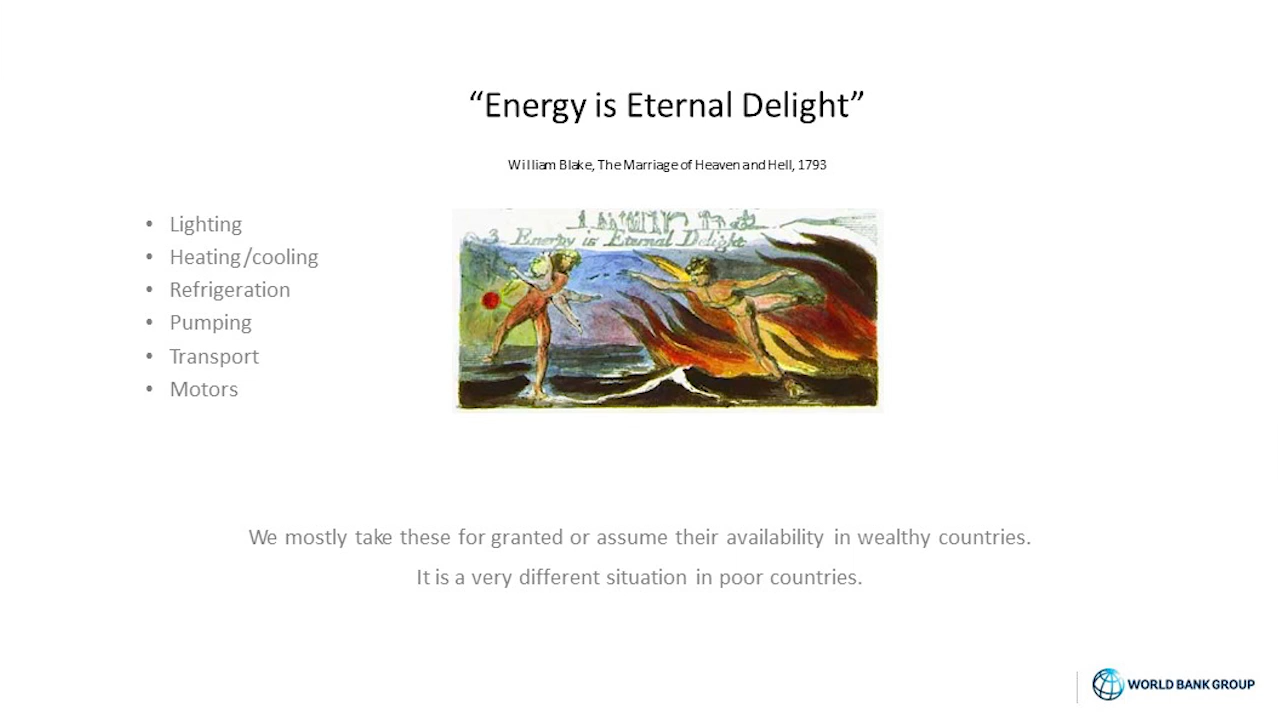 “Energy is Eternal Delight”
William Blake, The Marriage of Heaven and Hell, 1793
• Lighting
• Heating/cooling
• Refrigeration
• Pumping
• Transport
• Motors
3 Energy is Eternal Delight
We mostly take these for granted or assume their availability in wealthy countries.
It is a very different situation in poor countries.
WORLD BANK GROUP